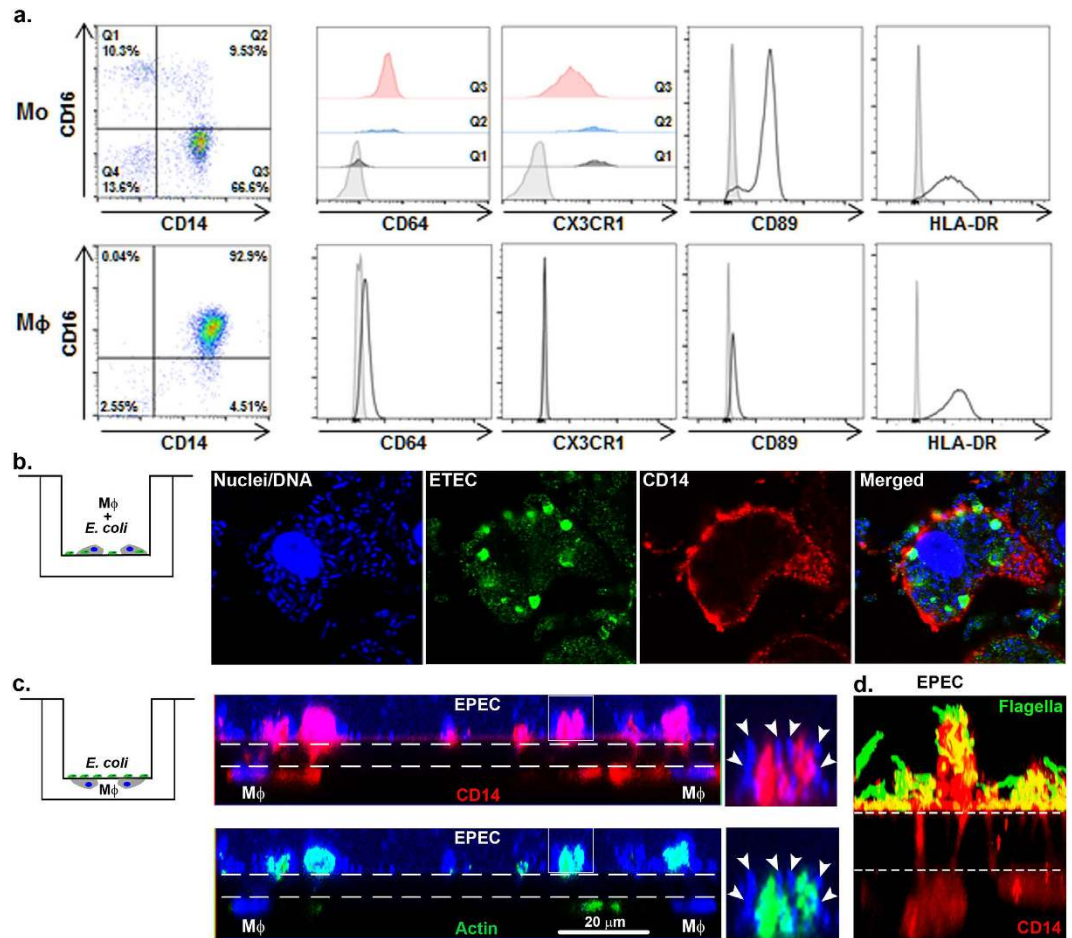 a.
Mo
CD16
Q1
10.3%
Q2
9.53%
Q4
13.6%
Q3
66.6%
CD14
Q3
Q2
Q1
CD64
Q3
Q2
Q1
CX3CR1
CD89
HLA-DR
Mϕ
CD16
0.04%
92.9%
2.55%
4.51%
CD14
CD64
CX3CR1
CD89
HLA-DR
b.
Mϕ
+
E. coli
Nuclei/DNA
ETEC
CD14
Merged
c.
E. coli
Mϕ
EPEC
Mϕ
CD14
Mϕ
EPEC
Mϕ
Actin
20 μm
Mϕ
d.
EPEC
Flagella
CD14